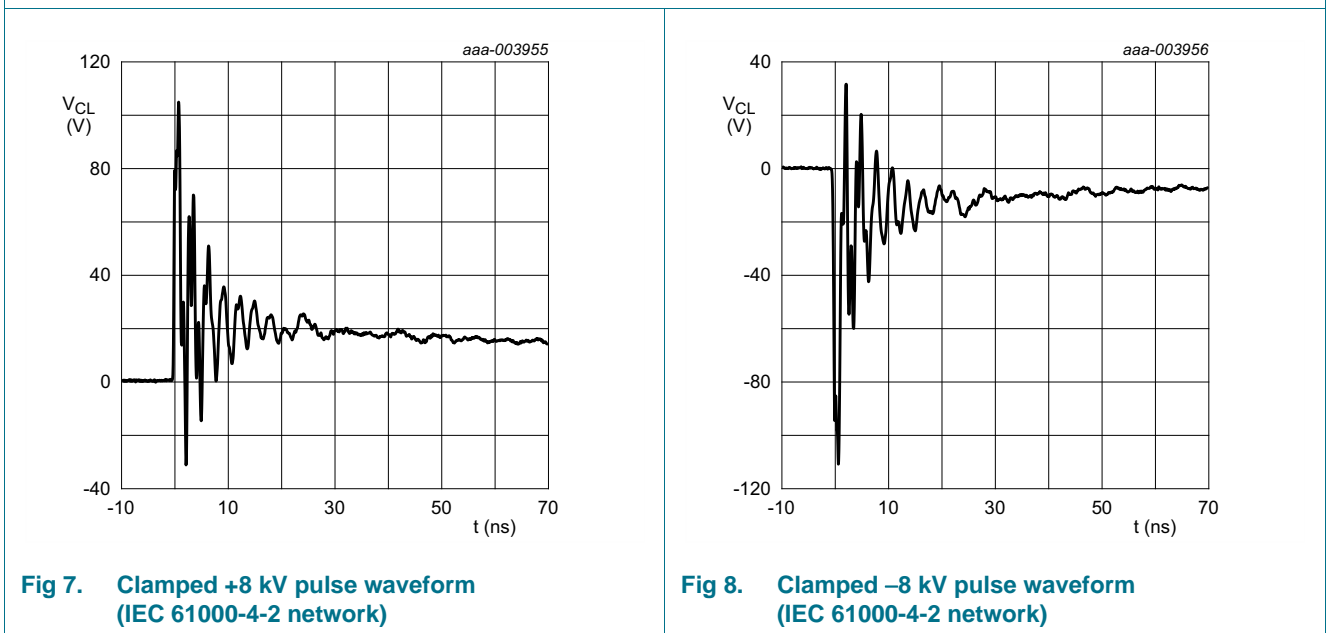 aaa-003955
120
VCL
(V)
80
40
0
-40
-10
10
30
50
70
t (ns)
Fig 7. Clamped +8 kV pulse waveform
(IEC 61000-4-2 network)
aaa-003956
40
VCL
(V)
0
-40
-80
-120
-10
10
30
50
70
t (ns)
Fig 8. Clamped −8 kV pulse waveform
(IEC 61000-4-2 network)